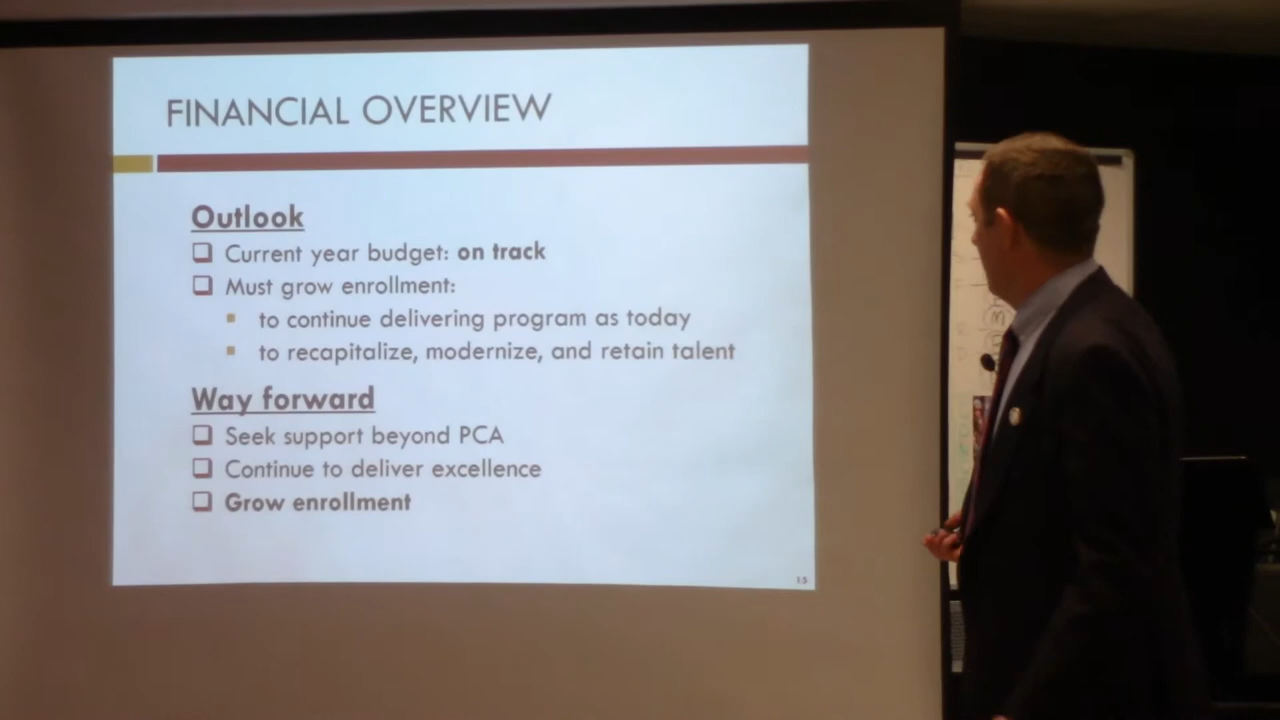 FINANCIAL OVERVIEW
Outlook
Current year budget: on track
Must grow enrollment:
to continue delivering program as today
to recapitalize, modernize, and retain talent
Way forward
Seek support beyond PCA
Continue to deliver excellence
Grow enrollment
15